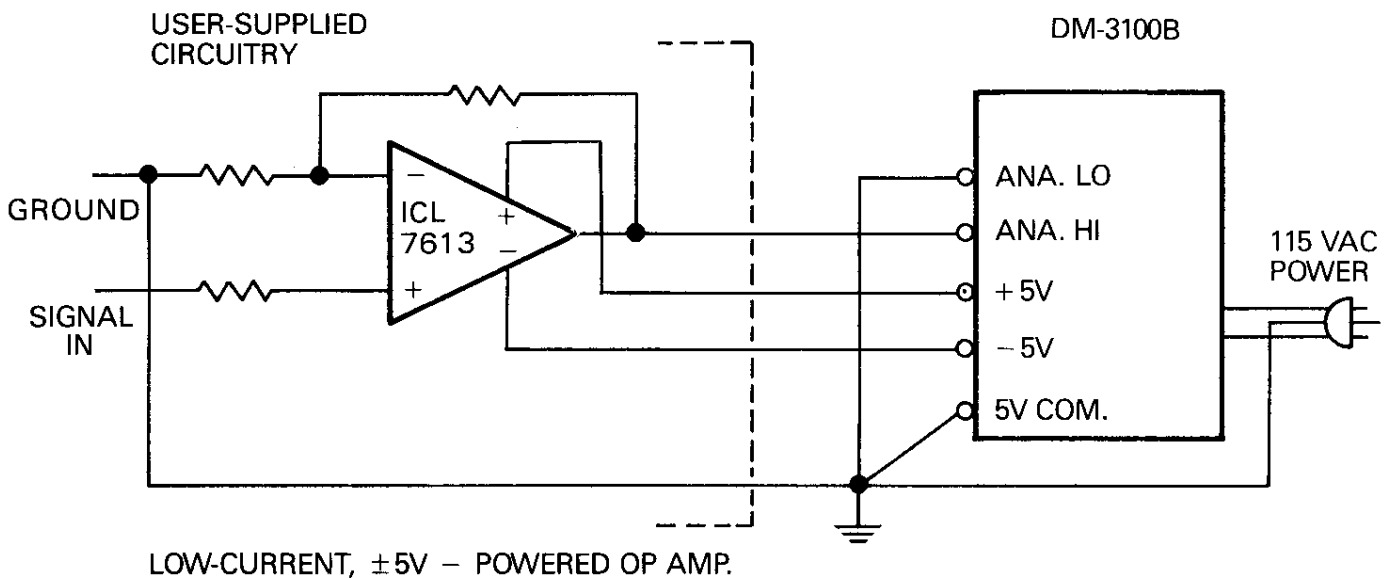 USER-SUPPLIED
CIRCUITRY
DM-3100B
GROUND
SIGNAL
IN
−
+
ICL
7613
+
−
ANA. LO
ANA. HI
+5V
−5V
5V COM.
115 VAC
POWER
LOW-CURRENT, ±5V – POWERED OP AMP.